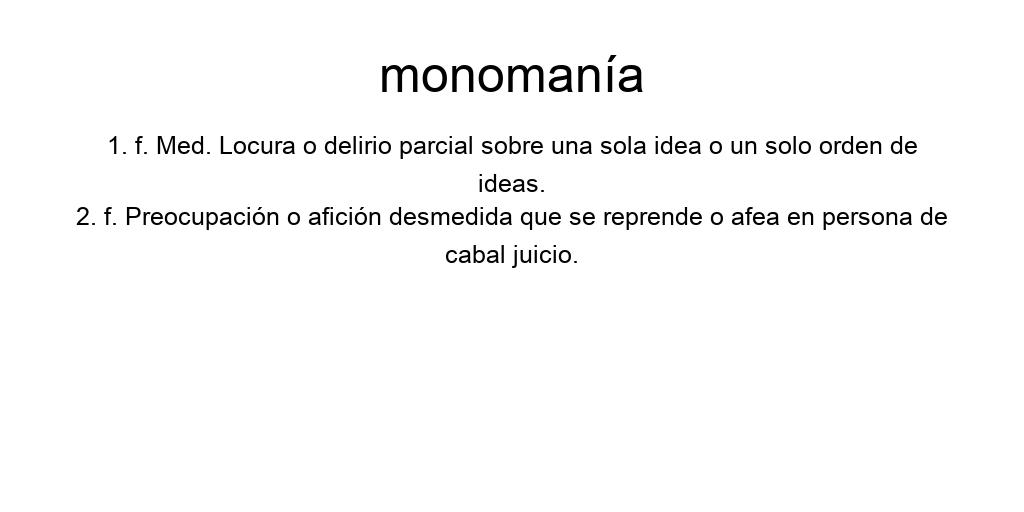 monomanía
1. f. Med. Locura o delirio parcial sobre una sola idea o un solo orden de
ideas.
2. f. Preocupación o afición desmedida que se reprende o afea en persona de
cabal juicio.